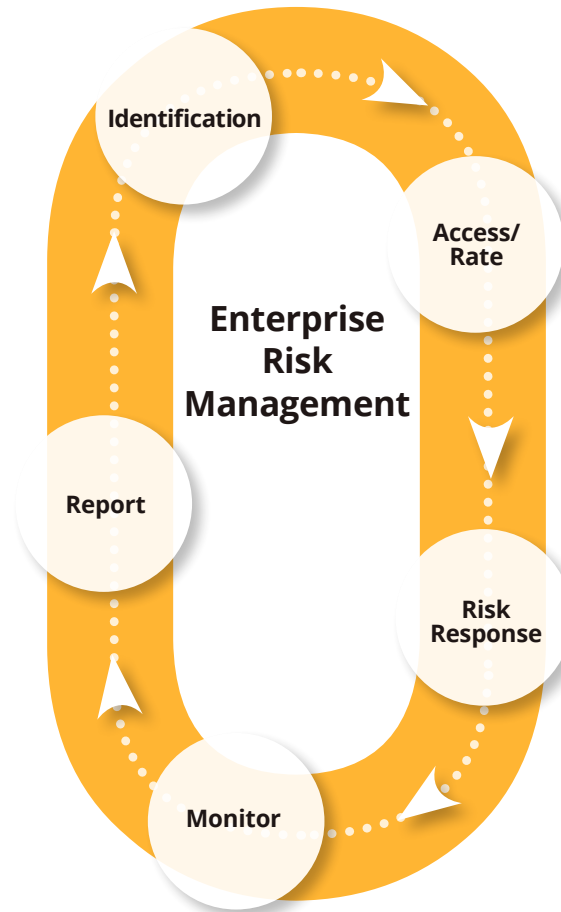 Identification
Access/
Rate
Enterprise
Risk
Management
Report
Risk
Response
Monitor